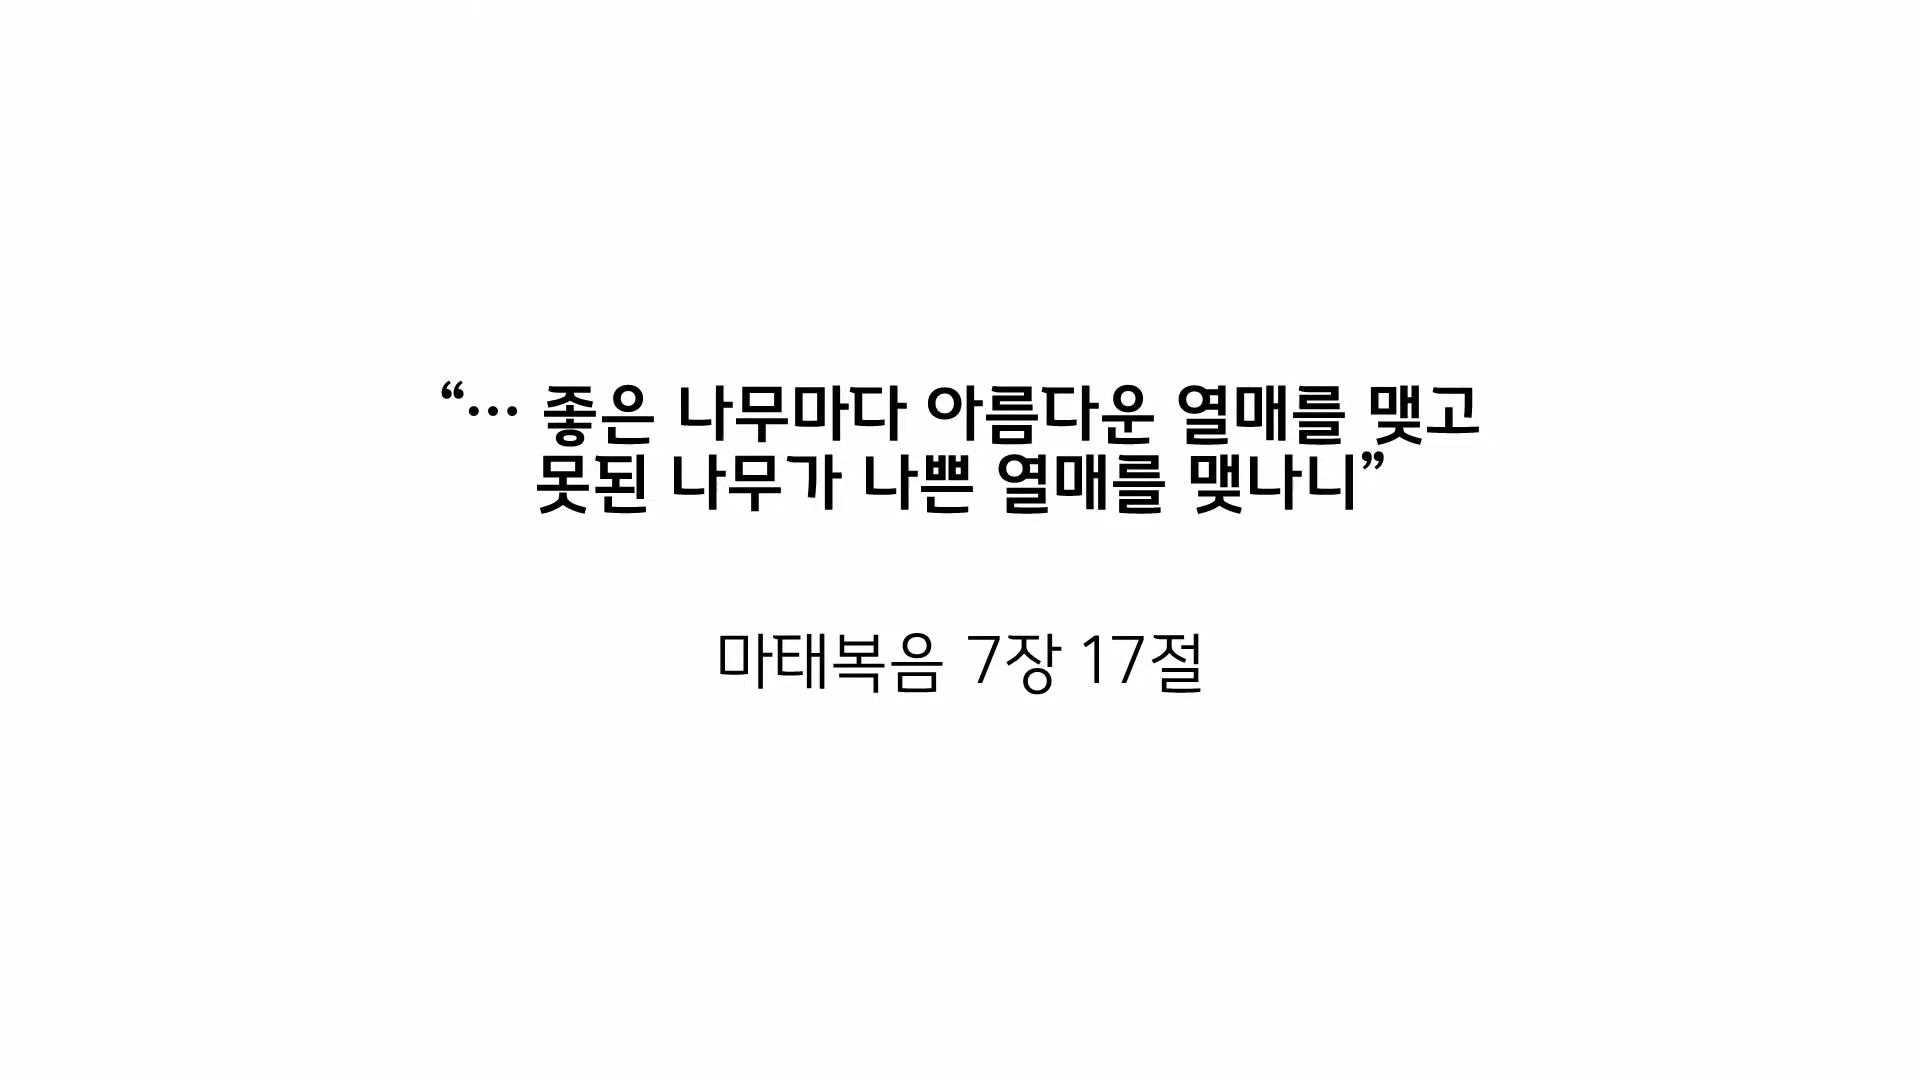 “… 좋은 나무마다 아름다운 열매를 맺고
못된 나무가 나쁜 열매를 맺나니”
마태복음 7장 17절